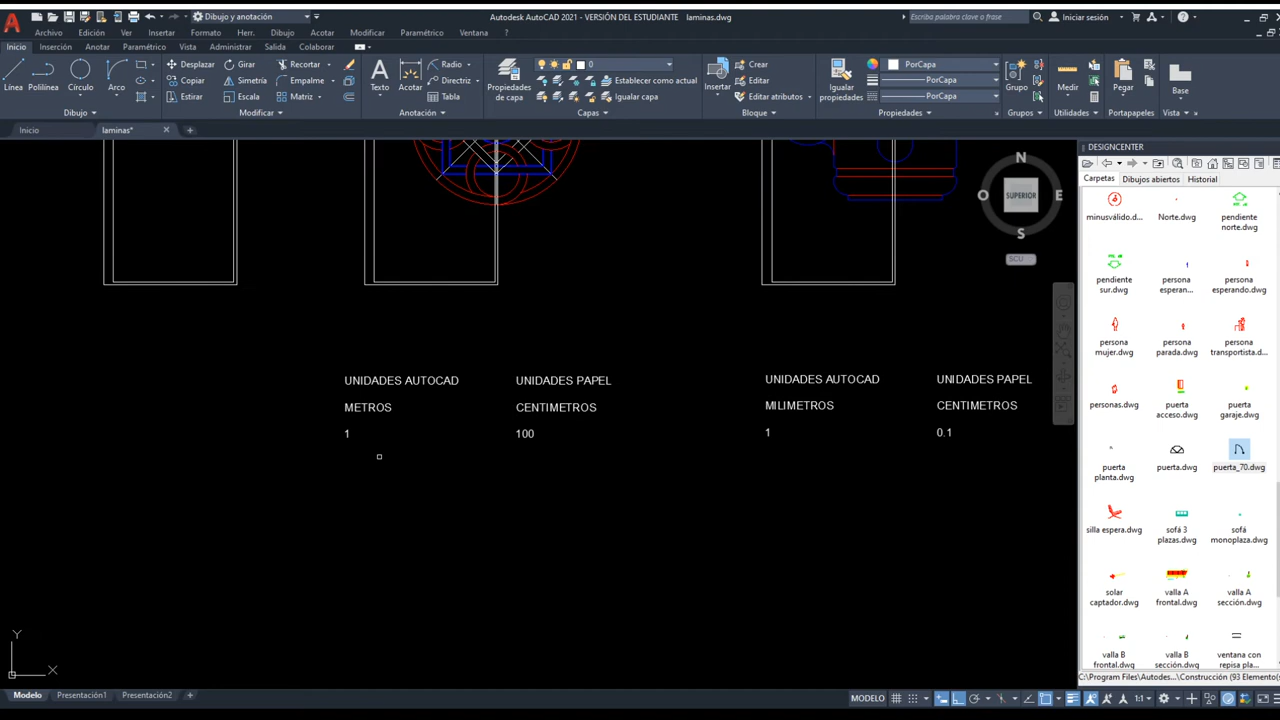 Dibujo y anotación
Autodesk AutoCAD 2021 - VERSIÓN DEL ESTUDIANTE laminas.dwg
Escriba palabra clave o frase
Iniciar sesión
Archivo Edición Ver Insertar Formato Herr. Dibujo Acotar Modificar Paramétrico Ventana ?
Inicio Inserción Anotar Paramétrico Vista Administrar Salida Colaborar
Línea Polilínea Círculo Arco
Desplazar Girar Recortar
Copiar Simetría Empalme
Estirar Escala Matriz
Texto Acotar
Radio
Directriz
Tabla
Propiedades de capa
0
Establecer como actual
Igualar capa
Insertar
Crear
Editar
Editar atributos
Igualar propiedades
PorCapa
PorCapa
PorCapa
Grupo Medir Pegar Base
Dibujo Modificar Anotación Capas Bloque Propiedades Grupos Utilidades Portapapeles Vista
Inicio laminas*
DESIGNCENTER
Carpetas Dibujos abiertos Historial
N
O SUPERIOR E
S
SCU
minusválido.d... Norte.dwg pendiente norte.dwg
pendiente sur.dwg persona esperan... persona esperando.dwg
persona mujer.dwg persona parada.dwg persona transportista.d...
personas.dwg puerta acceso.dwg puerta garaje.dwg
puerta planta.dwg puerta.dwg puerta_70.dwg
silla espera.dwg sofá 3 plazas.dwg sofá monoplaza.dwg
solar captador.dwg valla A frontal.dwg valla A sección.dwg
valla B frontal.dwg valla B sección.dwg ventana con repisa pla...
C:\Program Files\Autodes...\Construcción (93 Elemento(s
UNIDADES AUTOCAD UNIDADES PAPEL
METROS CENTIMETROS
1 100
UNIDADES AUTOCAD UNIDADES PAPEL
MILIMETROS CENTIMETROS
1 0.1
Y
X
Modelo Presentación1 Presentación2
MODELO 1:1